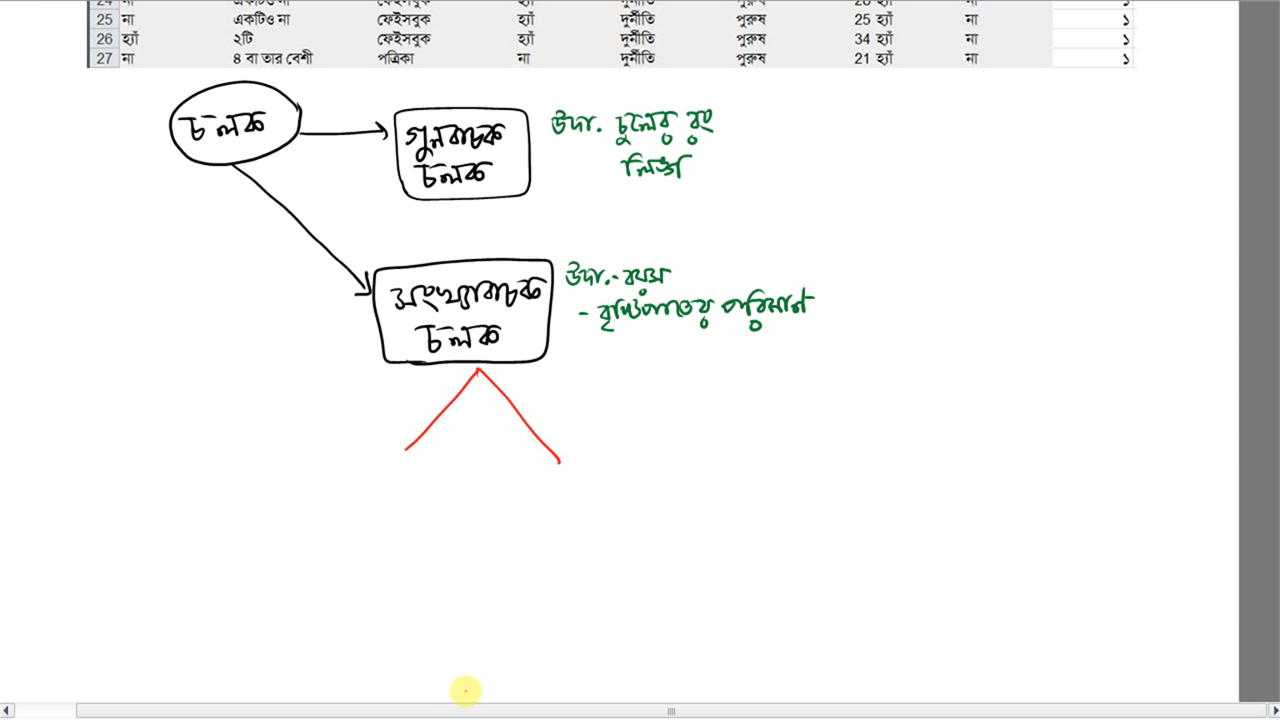 25 না একটিও না ফেইসবুক হ্যাঁ দুর্নীতি পুরুষ 25 হ্যাঁ না ১
26 হ্যাঁ ২টি ফেইসবুক হ্যাঁ দুর্নীতি পুরুষ 34 হ্যাঁ না ১
27 না 4 বা তার বেশী পত্রিকা না দুর্নীতি পুরুষ 21 হ্যাঁ না ১
চলক
গুনবাচক
চলক
উদা. চুলের রং
লিঙ্গ
সংখ্যাবাচক
চলক
উদা.- বয়স
- বৃষ্টিপাতের পরিমাণ